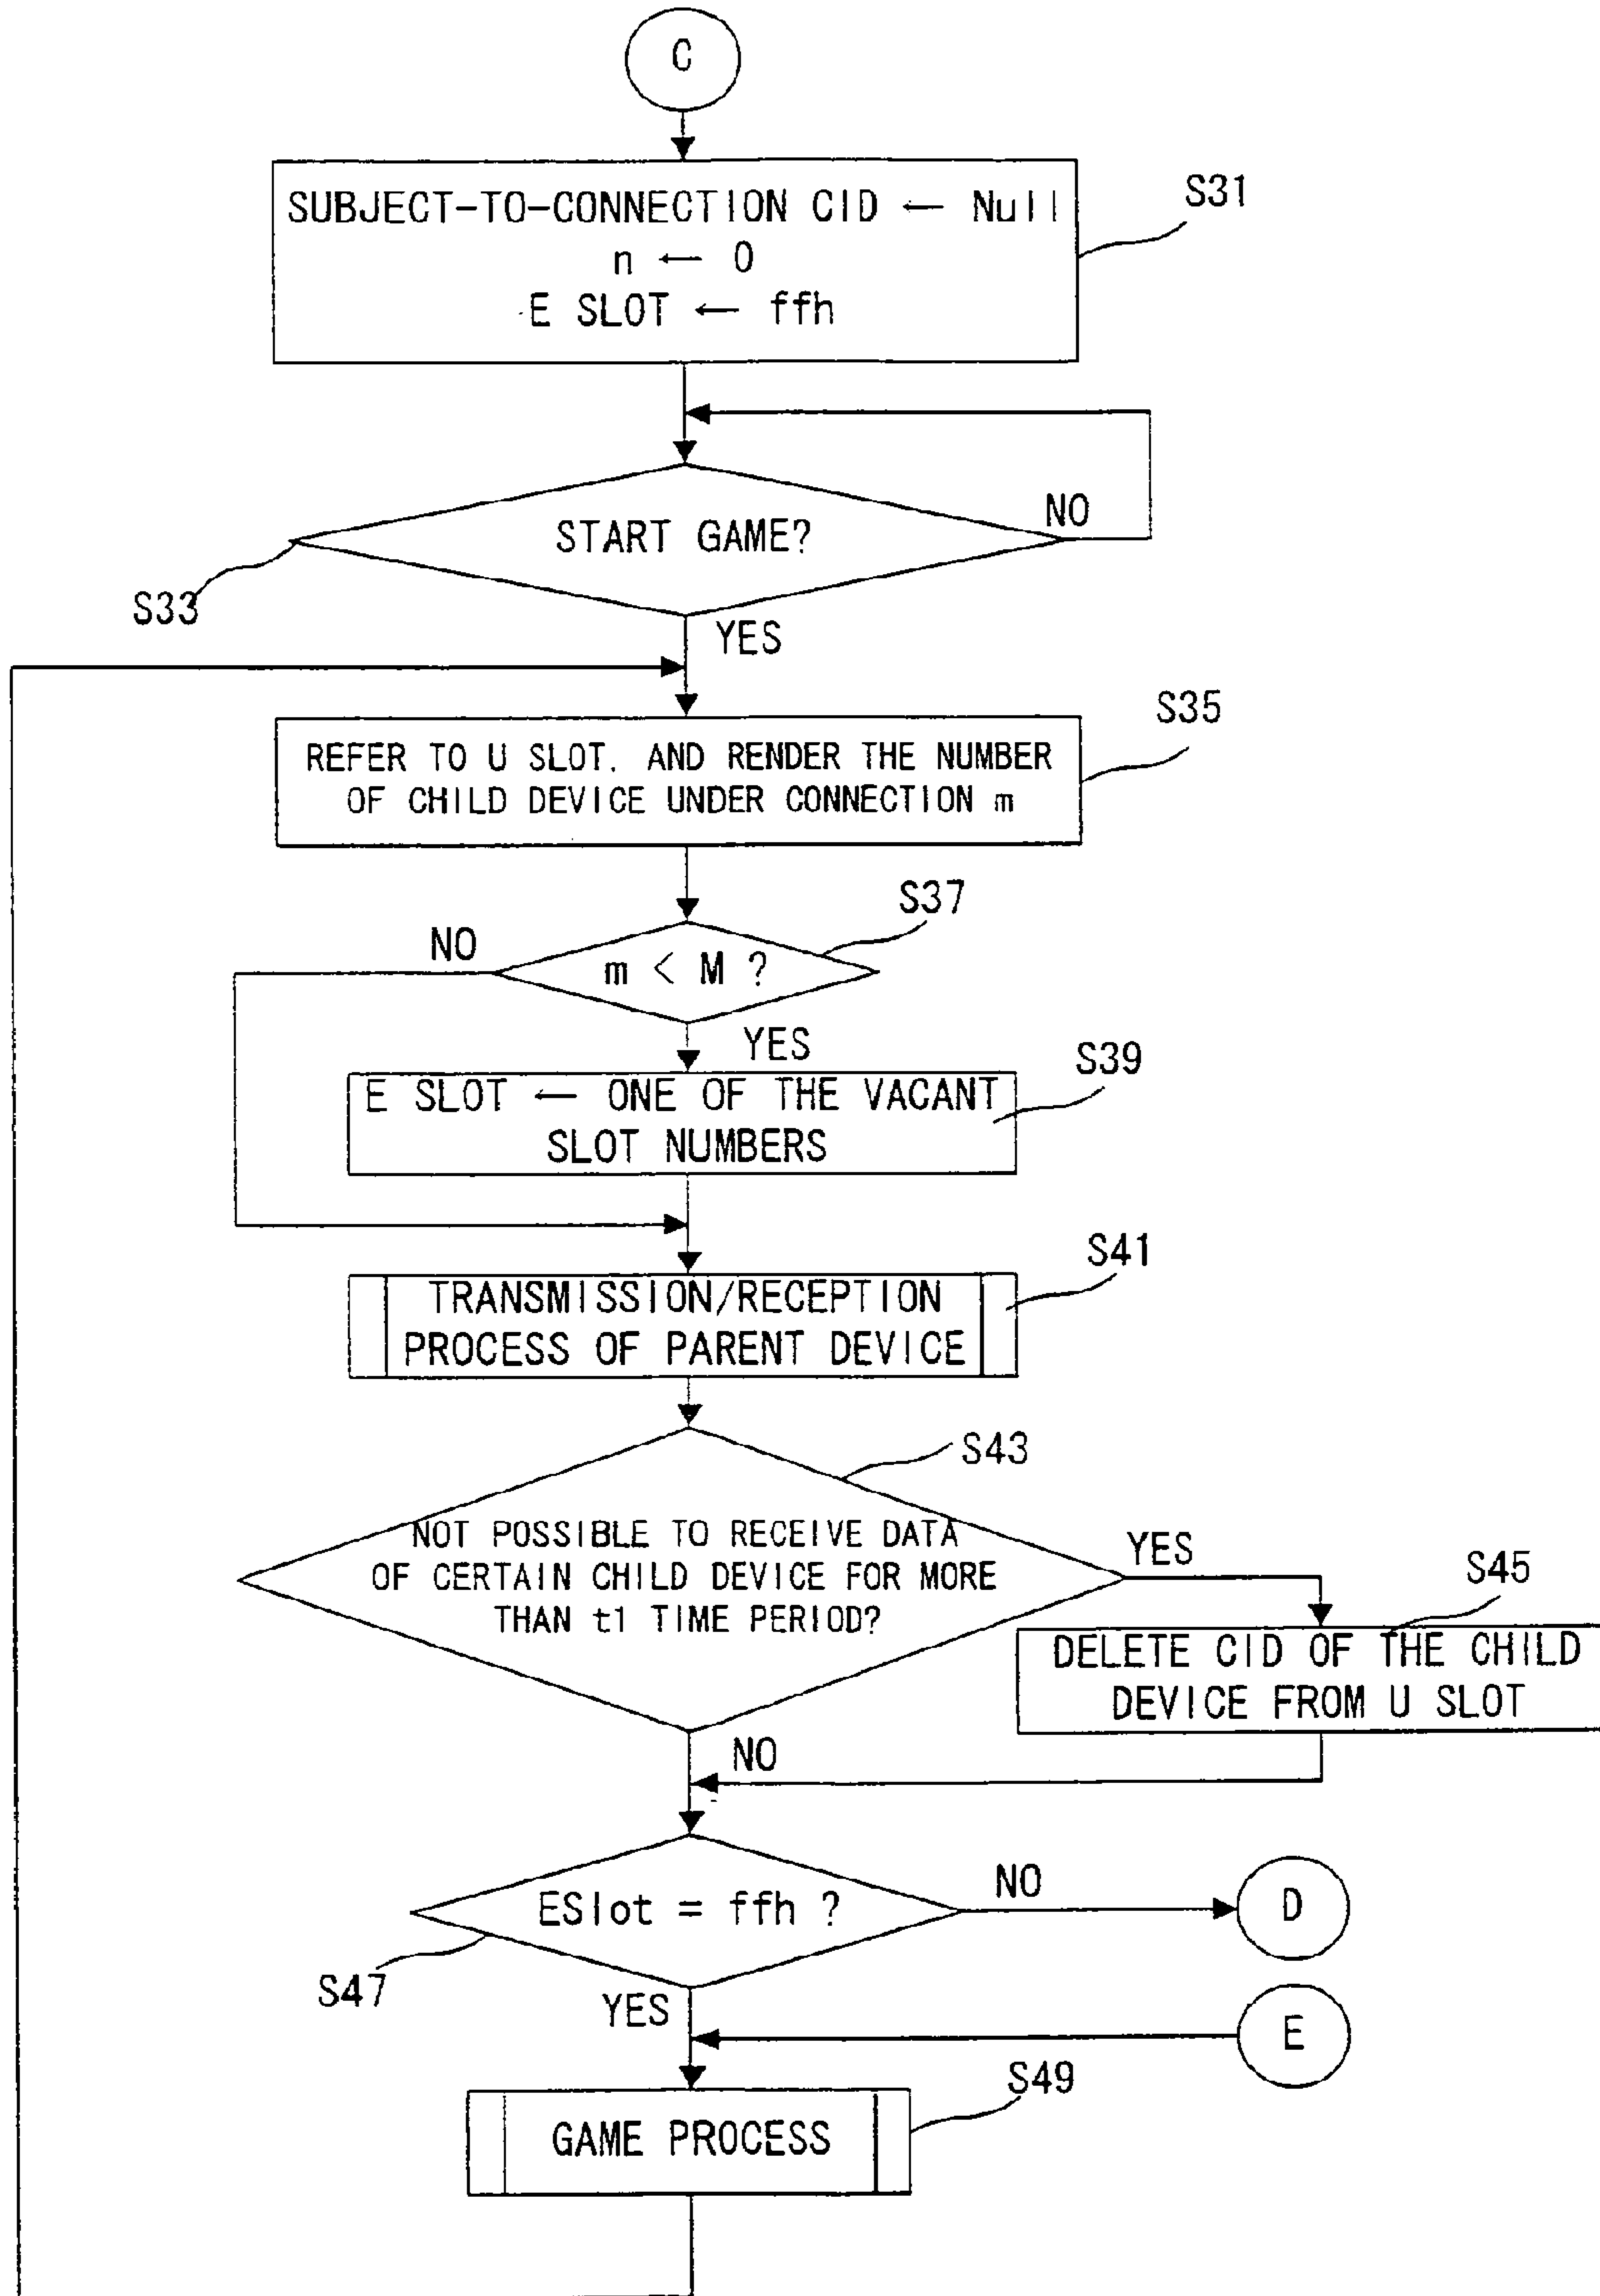 C
SUBJECT-TO-CONNECTION CID ← Null
n ← 0
E SLOT ← ffh
S31
START GAME?
NO
S33
YES
S35
REFER TO U SLOT. AND RENDER THE NUMBER
OF CHILD DEVICE UNDER CONNECTION m
S37
NO
m < M ?
YES
S39
E SLOT ← ONE OF THE VACANT
SLOT NUMBERS
S41
TRANSMISSION/RECEPTION
PROCESS OF PARENT DEVICE
S43
NOT POSSIBLE TO RECEIVE DATA
OF CERTAIN CHILD DEVICE FOR MORE
THAN t1 TIME PERIOD?
YES
S45
DELETE CID OF THE CHILD
DEVICE FROM U SLOT
NO
ESlot = ffh ?
NO
D
S47
YES
E
S49
GAME PROCESS